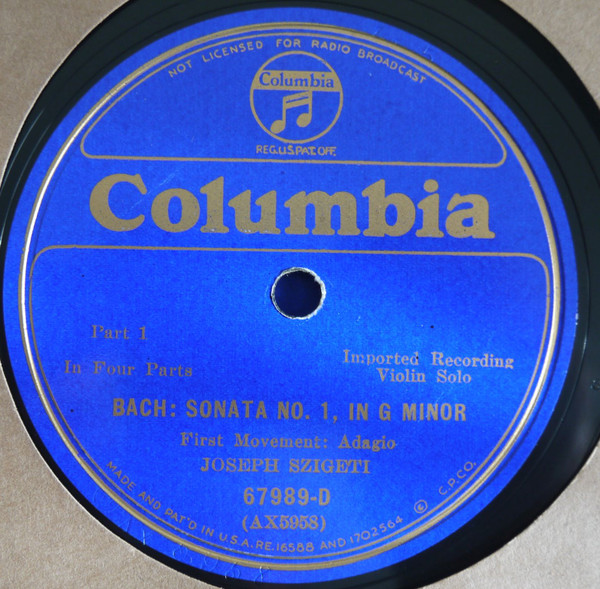 NOT LICENSED FOR RADIO BROADCAST
Columbia
REG.U.S.PAT.OFF.
Columbia
Part 1
In Four Parts
Imported Recording
Violin Solo
BACH: SONATA NO. 1, IN G MINOR
First Movement: Adagio
JOSEPH SZIGETI
67989-D
(AX5958)
MADE AND PAT'D IN U.S.A. RE. 16588 AND 1702564 © C.P.CO.